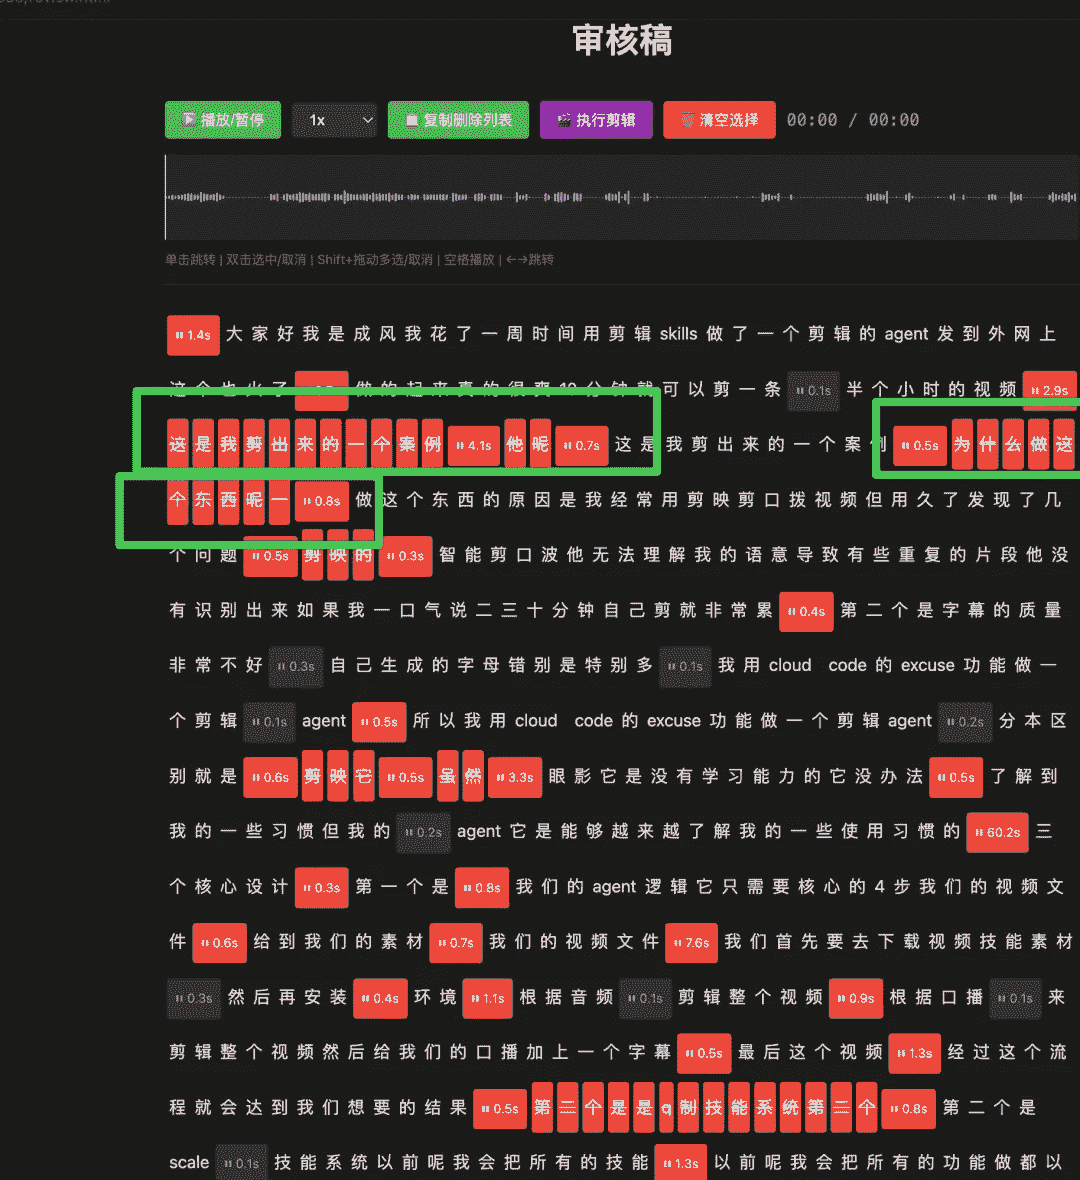 审核稿
播放/暂停 1x 复制删除列表 执行剪辑 清空选择 00:00 / 00:00
单击跳转 | 双击选中/取消 | Shift+拖动多选/取消 | 空格播放 | ←→跳转
1.4s 大家好我是成风我花了一周时间用剪辑 skills 做了一个剪辑的 agent 发到外网上
这个也火了 做的起来真的很爽 10 分钟就可以剪一条 0.1s 半个小时的视频 2.9s
这是我剪出来的一个案例 4.1s 他呢 0.7s 这是我剪出来的一个案例 0.5s 为什么做这
个东西呢一 0.8s 做这个东西的原因是我经常用剪映剪口拨视频但用久了发现了几
个问题 0.5s 剪映的 0.3s 智能剪口波他无法理解我的语意导致有些重复的片段他没
有识别出来如果我一口气说二三十分钟自己剪就非常累 0.4s 第二个是字幕的质量
非常不好 0.3s 自己生成的字母错别是特别多 0.1s 我用 cloud code 的 excuse 功能做一
个剪辑 0.1s agent 0.5s 所以我用 cloud code 的 excuse 功能做一个剪辑 agent 0.2s 分本区
别就是 0.6s 剪映它 0.5s 虽然 3.3s 眼影它是没有学习能力的它没办法 0.5s 了解到
我的一些习惯但我的 0.2s agent 它是能够越来越了解我的一些使用习惯的 60.2s 三
个核心设计 0.3s 第一个是 0.8s 我们的 agent 逻辑它只需要核心的 4 步我们的视频文
件 0.6s 给到我们的素材 0.7s 我们的视频文件 7.6s 我们首先要去下载视频技能素材
0.3s 然后再安装 0.4s 环境 1.1s 根据音频 0.1s 剪辑整个视频 0.9s 根据口播 0.1s 来
剪辑整个视频然后给我们的口播加上一个字幕 0.5s 最后这个视频 1.3s 经过这个流
程就会达到我们想要的结果 0.5s 第二个是是 q 制技能系统第三个 0.8s 第二个是
scale 0.1s 技能系统以前呢我会把所有的技能 1.3s 以前呢我会把所有的功能做都以